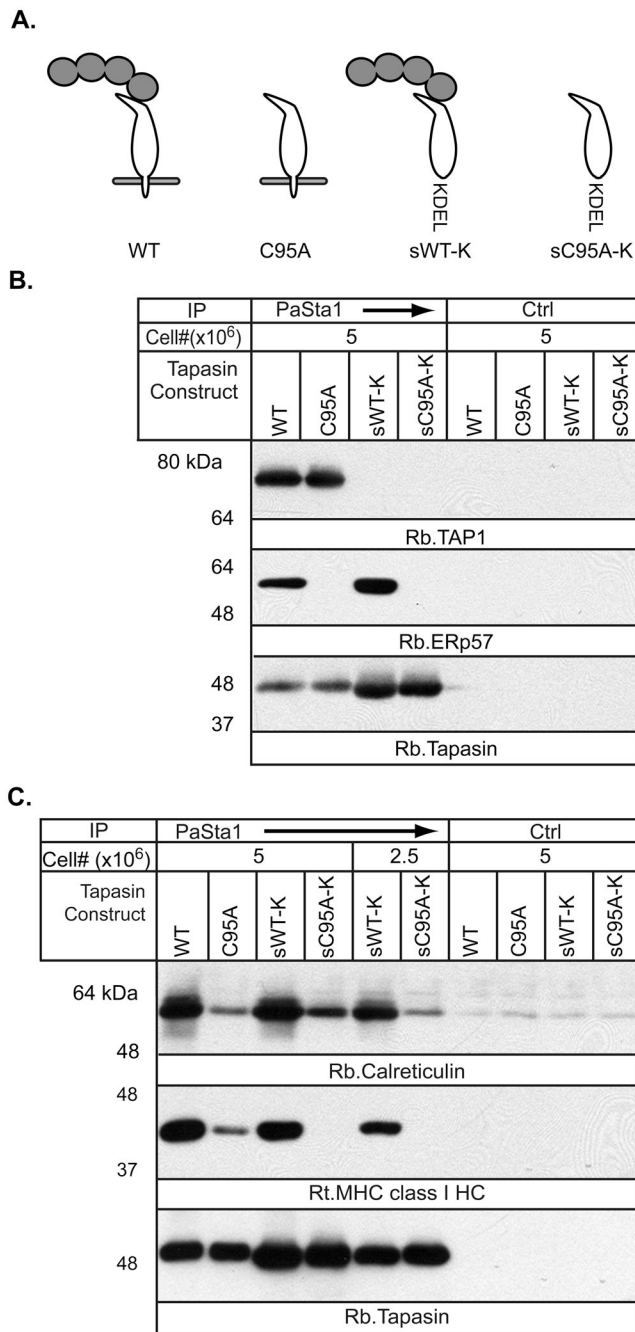 A.
KDEL
KDEL
WT C95A sWT-K sC95A-K
B.
IP PaSta1 Ctrl
Cell#(x10⁶) 5 5
Tapasin
Construct
WT C95A sWT-K sC95A-K WT C95A sWT-K sC95A-K
80 kDa
64
Rb.TAP1
64
48
Rb.ERp57
48
37
Rb.Tapasin
C.
IP PaSta1 Ctrl
Cell# (x10⁶) 5 2.5 5
Tapasin
Construct
WT C95A sWT-K sC95A-K sWT-K sC95A-K WT C95A sWT-K sC95A-K
64 kDa
48
Rb.Calreticulin
48
37
Rt.MHC class I HC
48
Rb.Tapasin